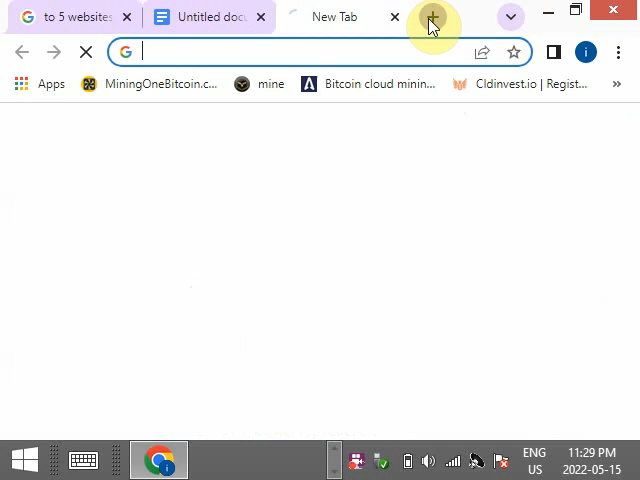 to 5 websites
Untitled docu
New Tab
Apps
MiningOneBitcoin.c...
mine
Bitcoin cloud minin...
Cldinvest.io | Regist...
»
i
i
ENG
US
11:29 PM
2022-05-15